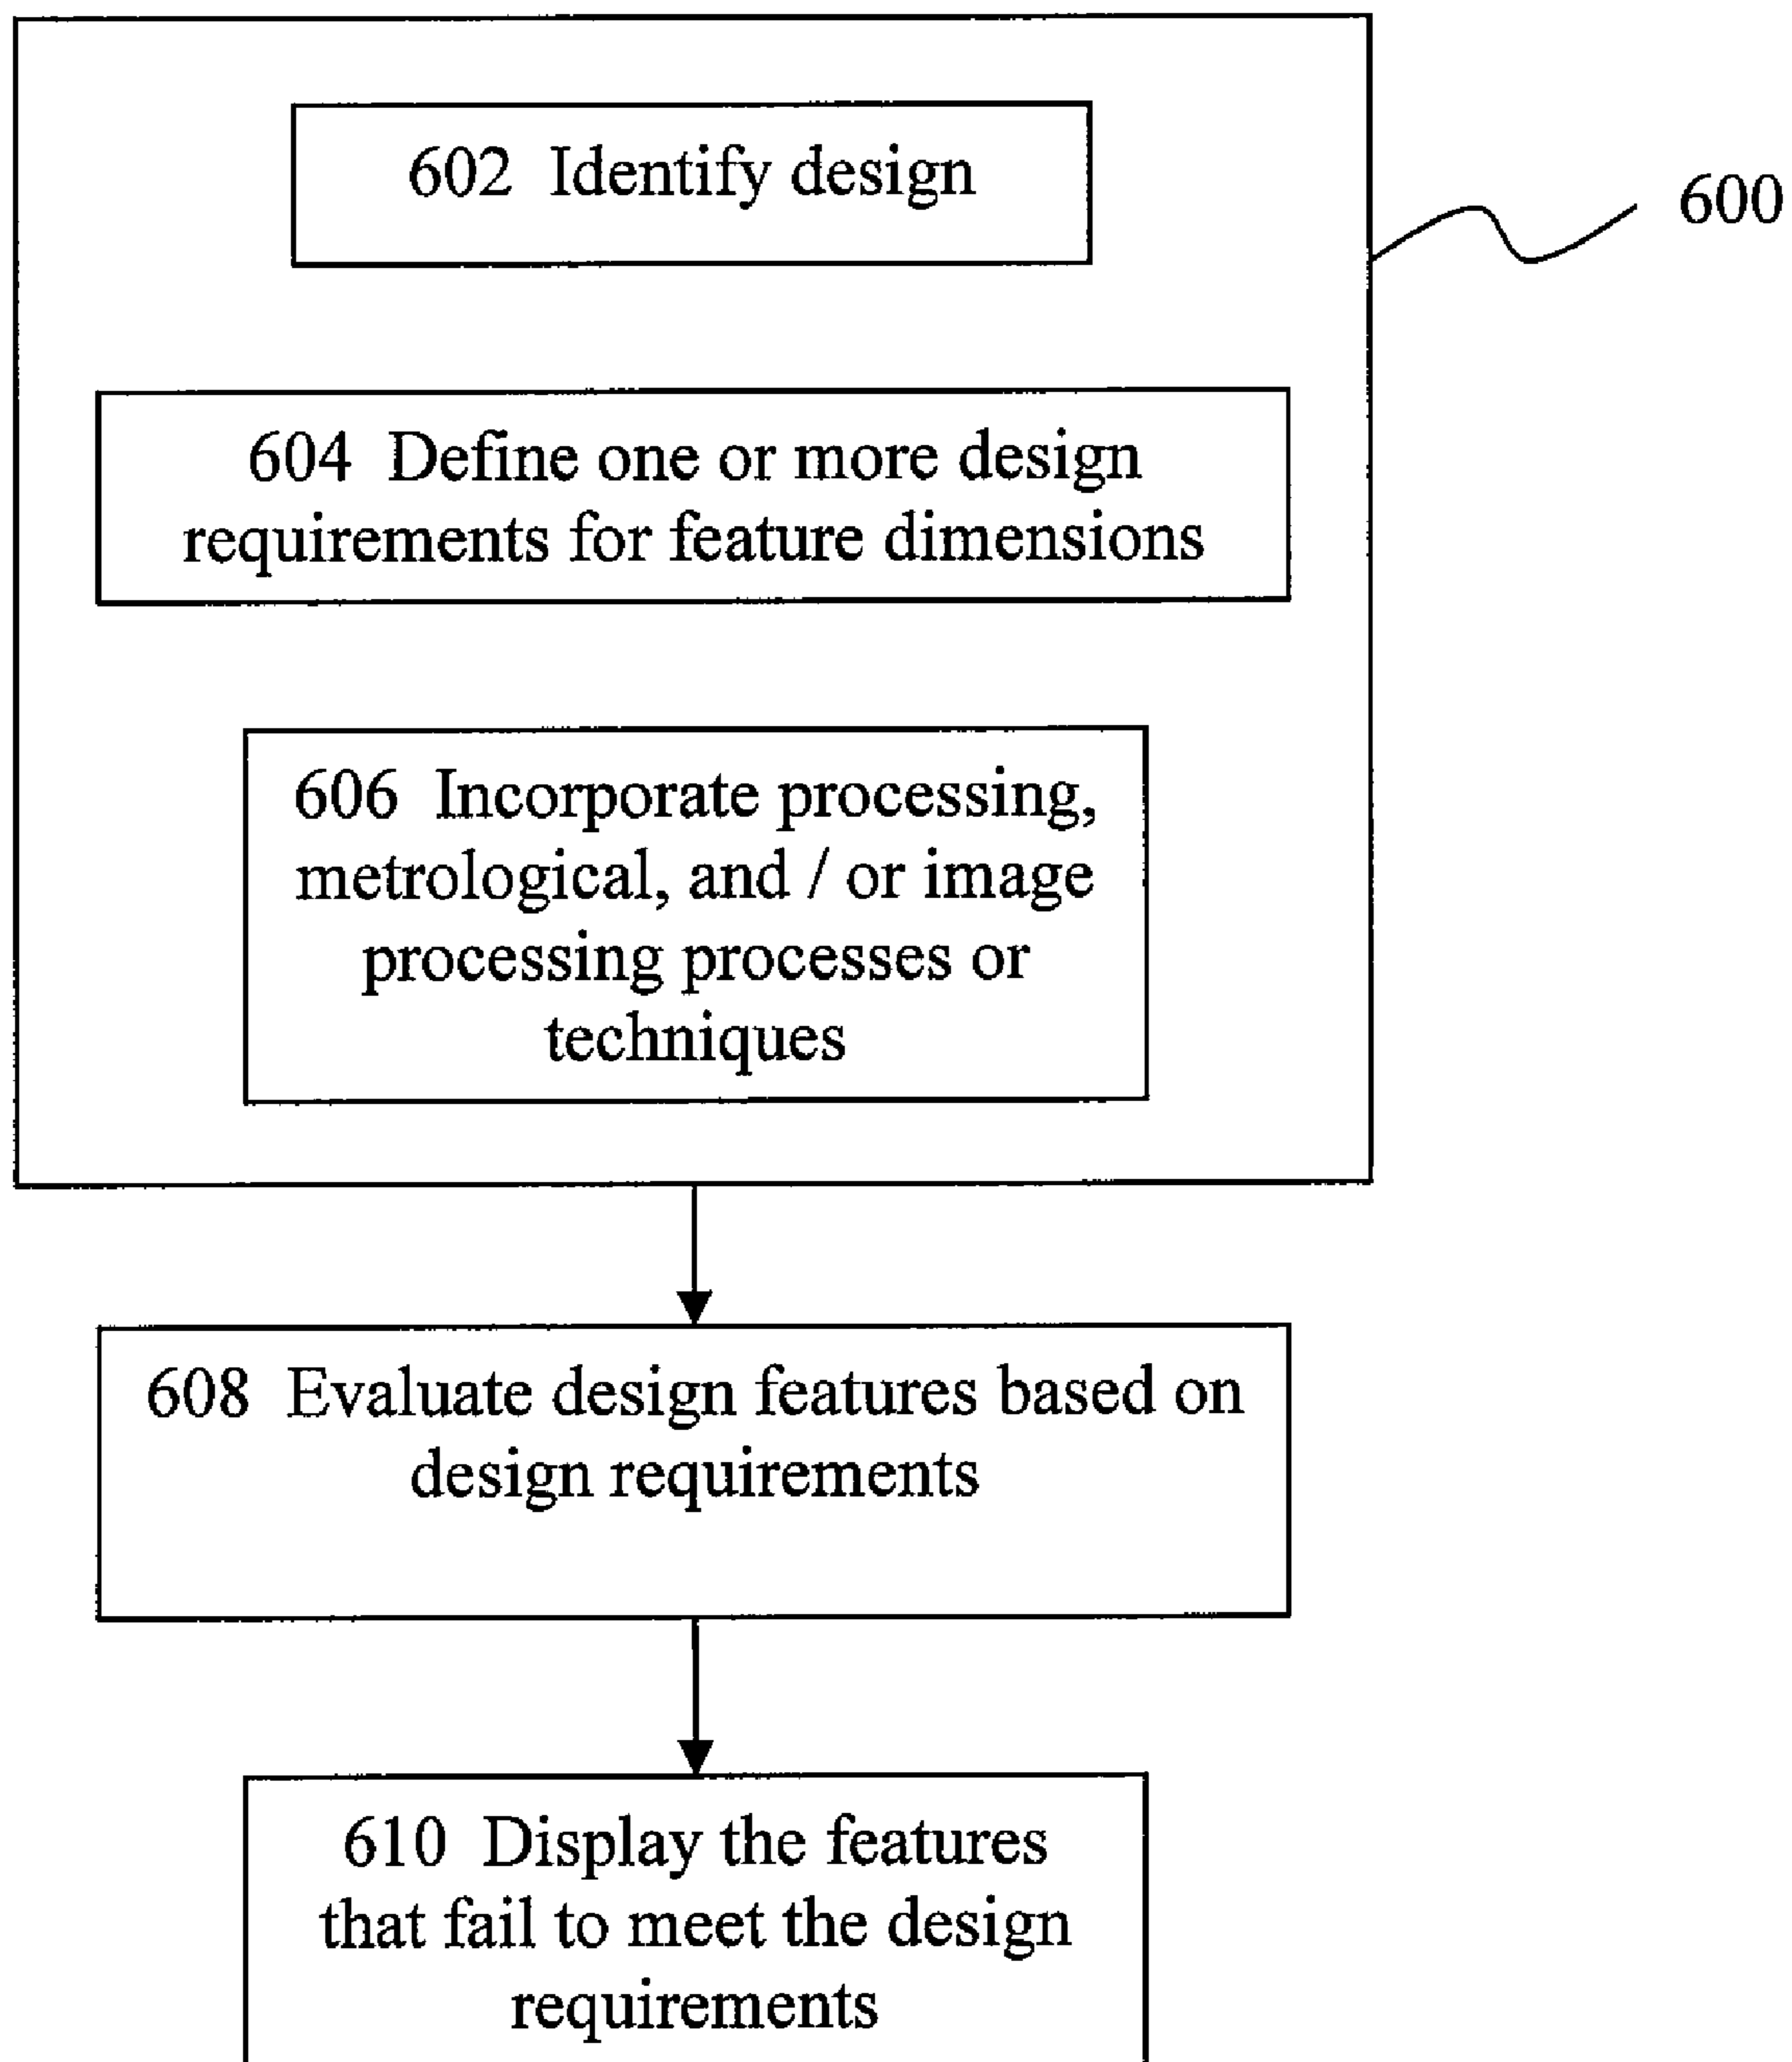 602 Identify design
600
604 Define one or more design
requirements for feature dimensions
606 Incorporate processing,
metrological, and / or image
processing processes or
techniques
608 Evaluate design features based on
design requirements
610 Display the features
that fail to meet the design
requirements